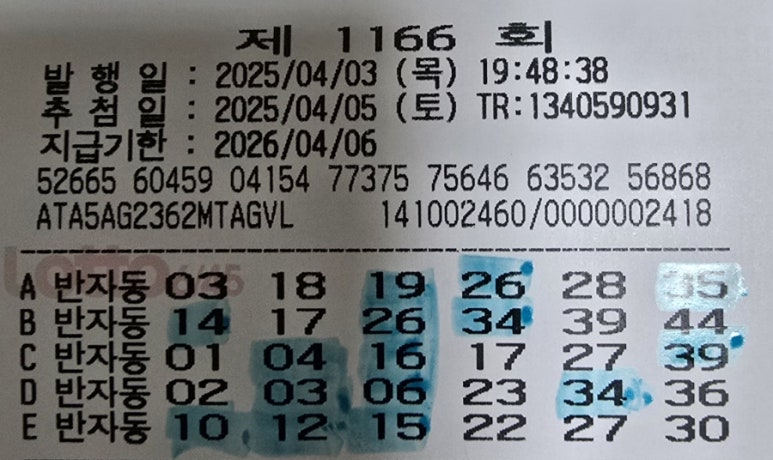 제 1166 회
발 행 일 : 2025/04/03 (목) 19:48:38
추 첨 일 : 2025/04/05 (토) TR:1340590931
지급기한 : 2026/04/06
52665 60459 04154 77375 75646 63532 56868
ATA5AG2362MTAGVL 141002460/0000002418
Lotto 6/45
A 반자동 03 18 19 26 28 35
B 반자동 14 17 26 34 39 44
C 반자동 01 04 16 17 27 39
D 반자동 02 03 06 23 34 36
E 반자동 10 12 15 22 27 30